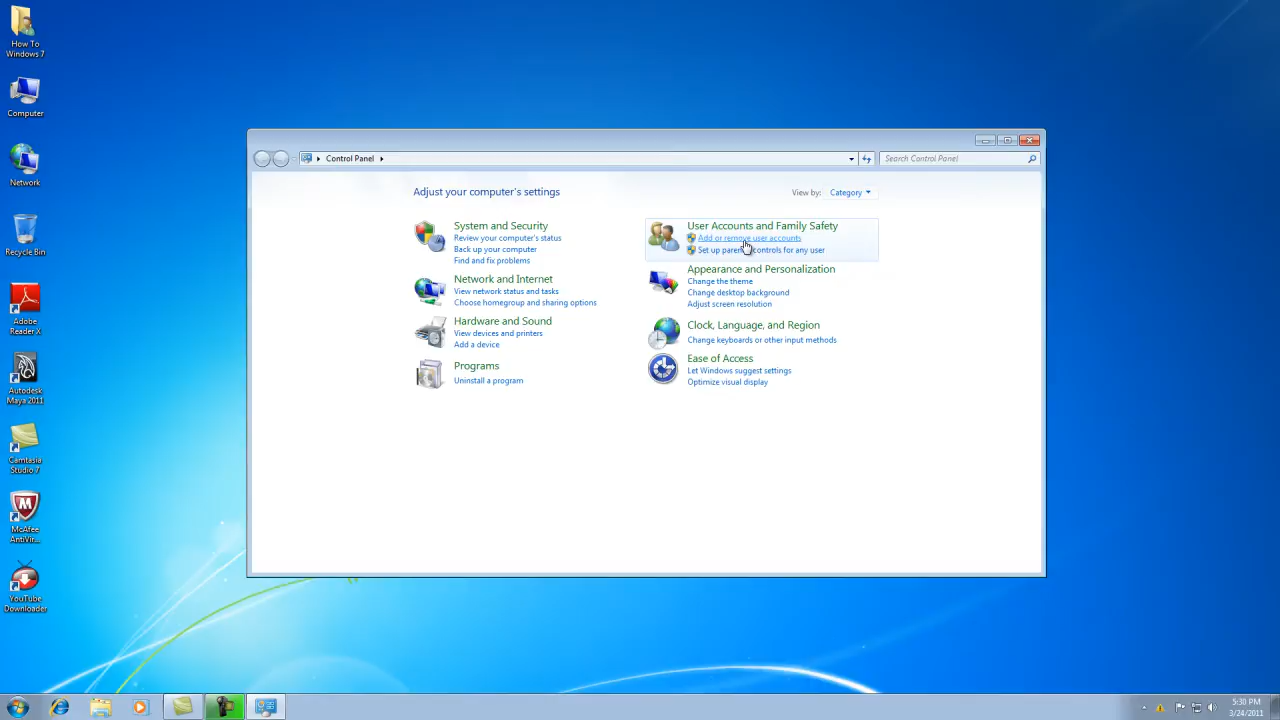 How To
Windows 7
Computer
Network
Recycle Bin
Adobe
Reader X
Autodesk
Maya 2011
Camtasia
Studio 7
McAfee
AntiVir...
YouTube
Downloader
Control Panel
Search Control Panel
Adjust your computer's settings
View by: Category
System and Security
Review your computer's status
Back up your computer
Find and fix problems
Network and Internet
View network status and tasks
Choose homegroup and sharing options
Hardware and Sound
View devices and printers
Add a device
Programs
Uninstall a program
User Accounts and Family Safety
Add or remove user accounts
Set up parental controls for any user
Appearance and Personalization
Change the theme
Change desktop background
Adjust screen resolution
Clock, Language, and Region
Change keyboards or other input methods
Ease of Access
Let Windows suggest settings
Optimize visual display
5:30 PM
3/24/2011